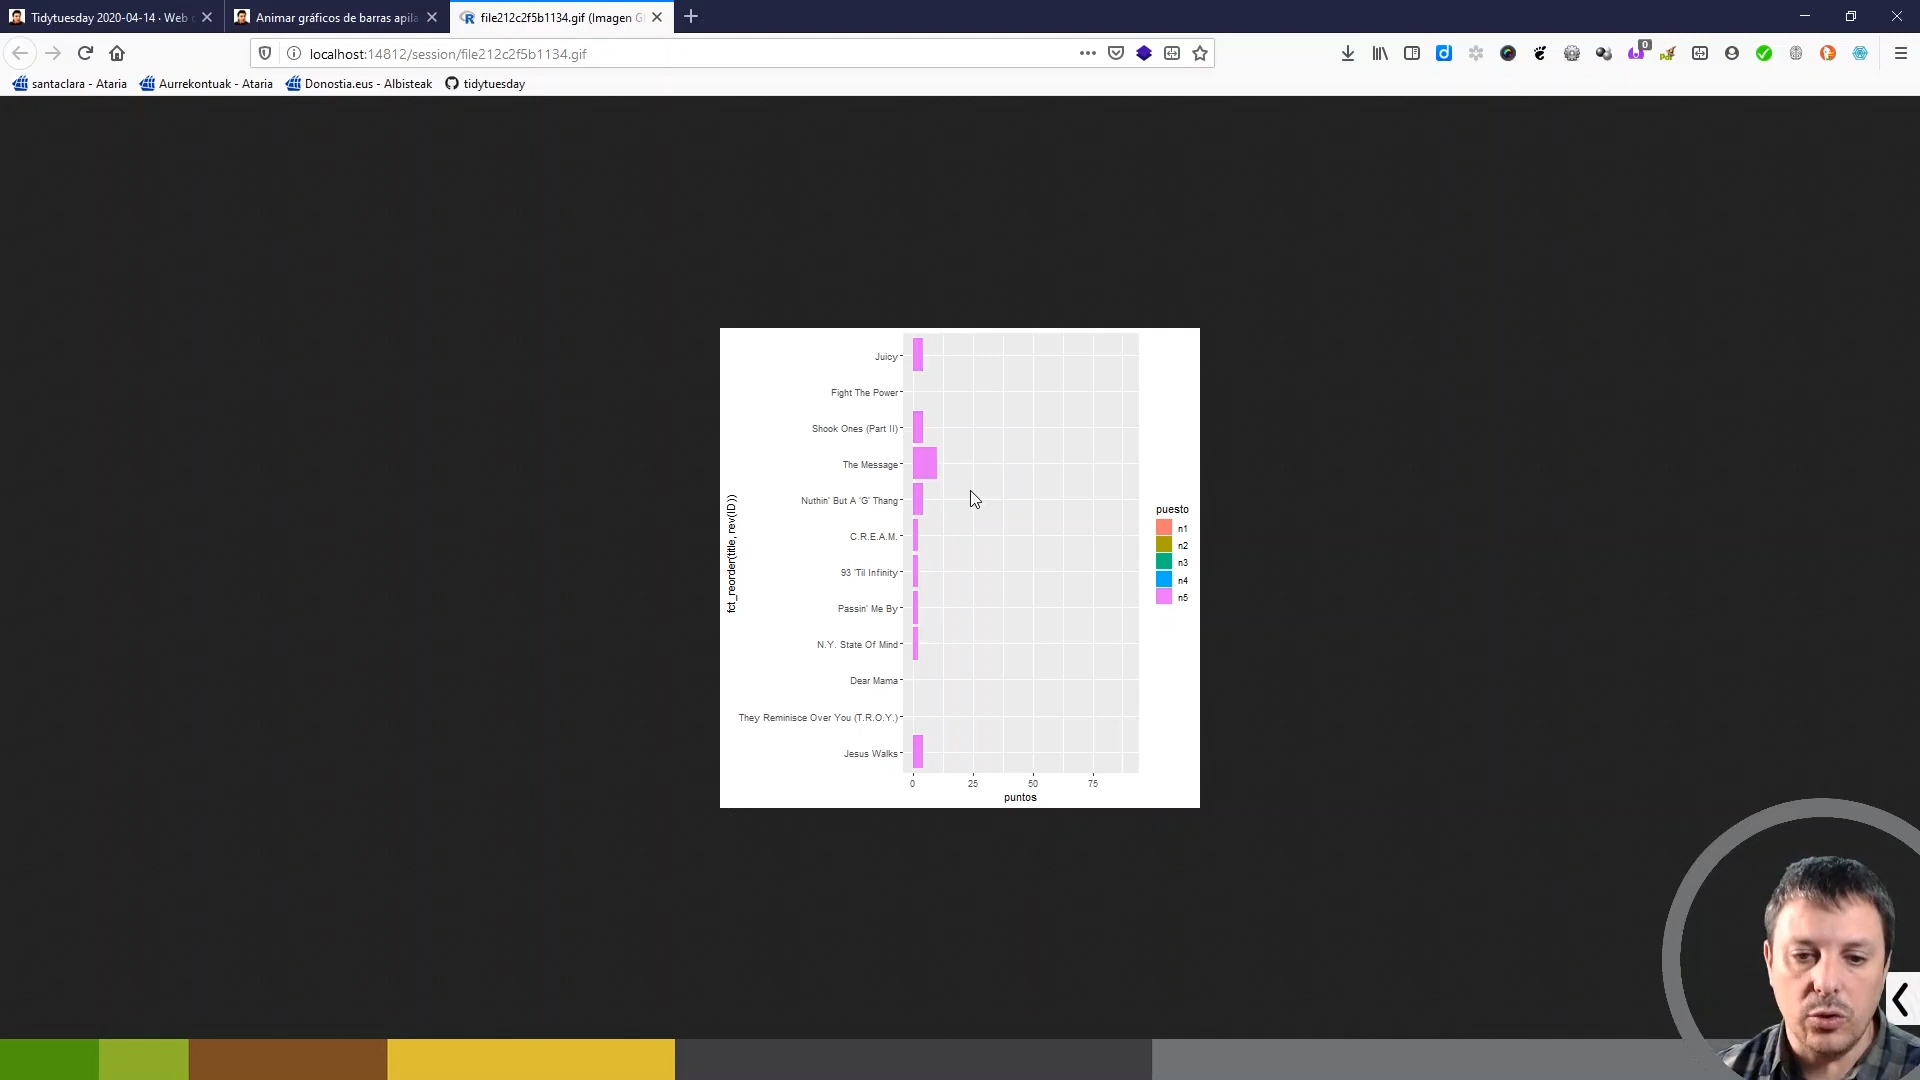 Tidytuesday 2020-04-14 · Web
Animar gráficos de barras apila
file212c2f5b1134.gif (Imagen G
localhost:14812/session/file212c2f5b1134.gif
0
santaclara - Ataria
Aurrekontuak - Ataria
Donostia.eus - Albisteak
tidytuesday
Juicy
Fight The Power
Shook Ones (Part II)
The Message
Nuthin' But A 'G' Thang
C.R.E.A.M.
93 'Til Infinity
Passin' Me By
N.Y. State Of Mind
Dear Mama
They Reminisce Over You (T.R.O.Y.)
Jesus Walks
fct_reorder(title, rev(ID))
0 25 50 75
puntos
puesto
n1
n2
n3
n4
n5